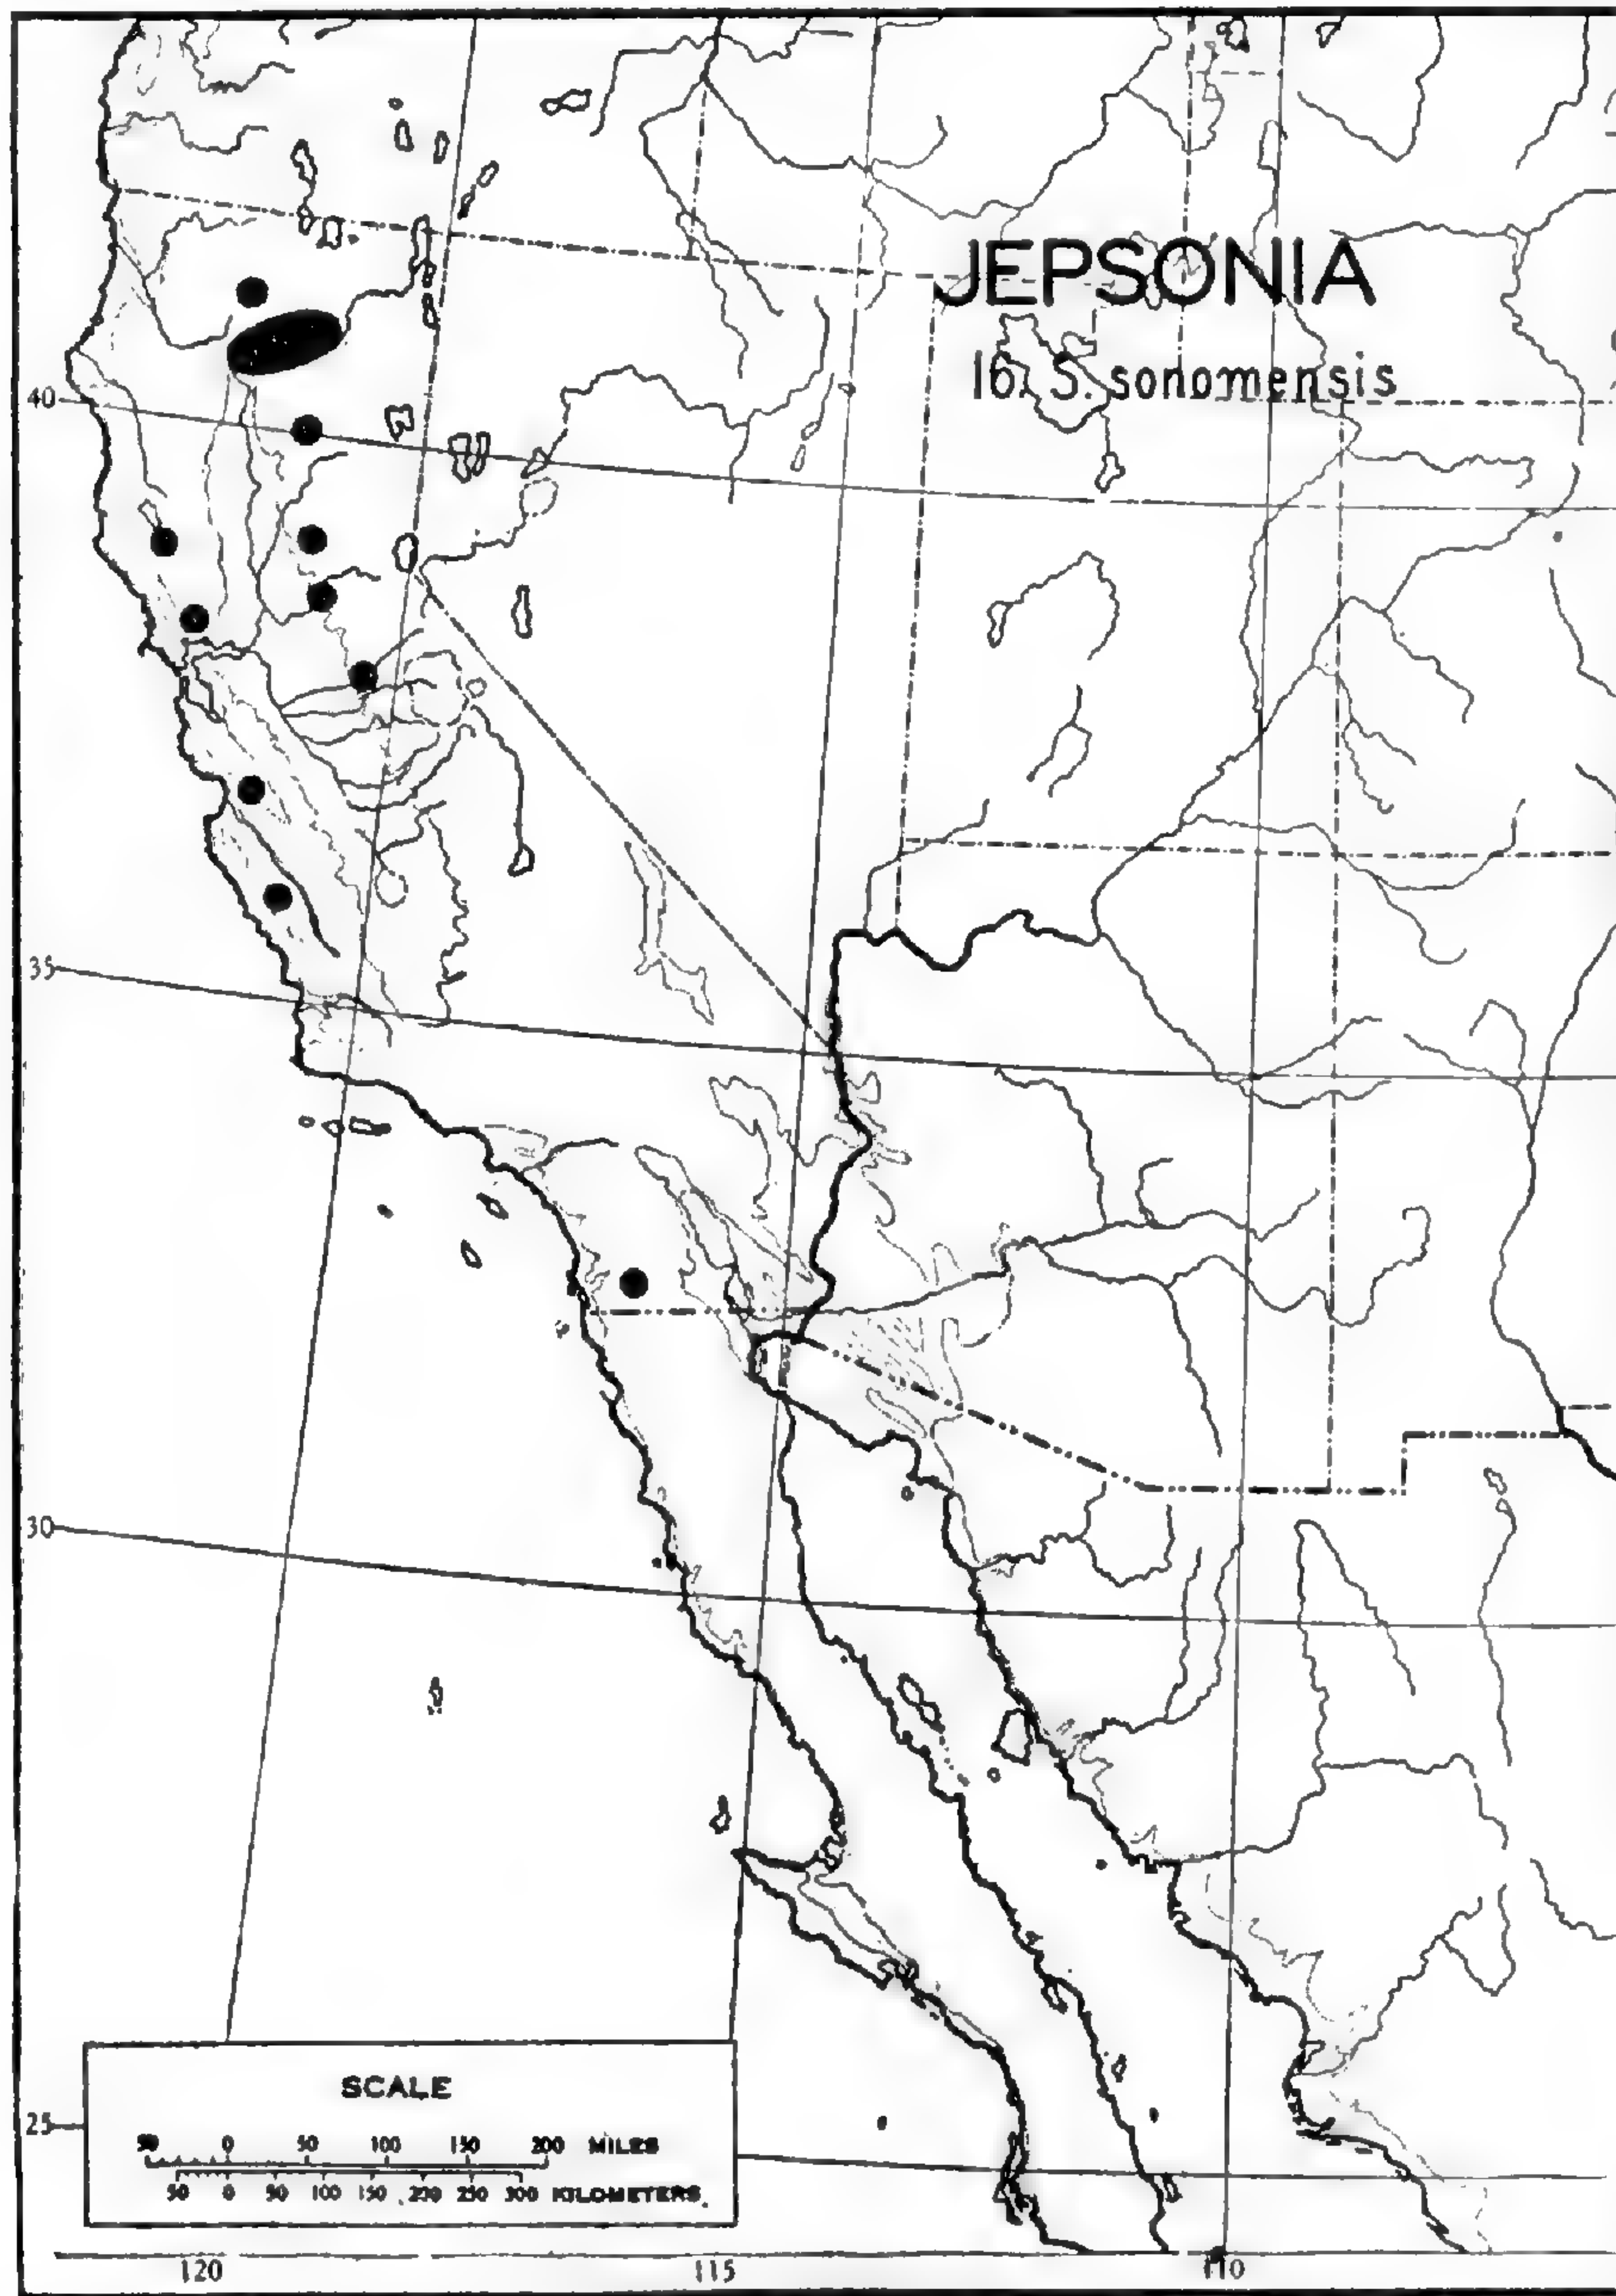 JEPSONIA
16. S. sonomensis
40
35
30
25
SCALE
50 0 50 100 150 200 MILES
50 0 50 100 150 200 250 300 KILOMETERS
120 115 110